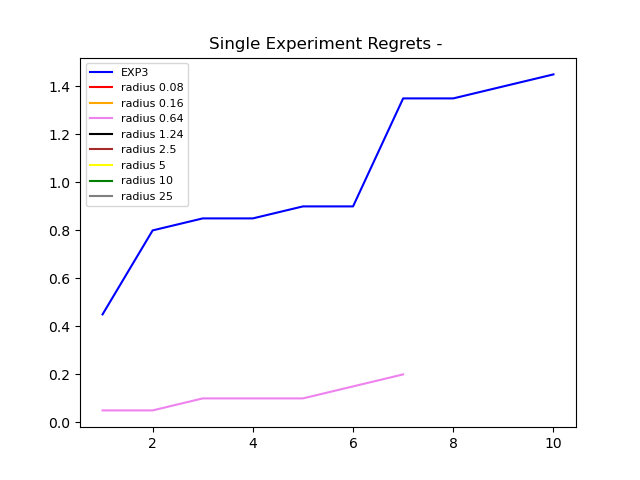 Single Experiment Regrets -
EXP3
radius 0.08
radius 0.16
radius 0.64
radius 1.24
radius 2.5
radius 5
radius 10
radius 25
1.4
1.2
1.0
0.8
0.6
0.4
0.2
0.0
2 4 6 8 10